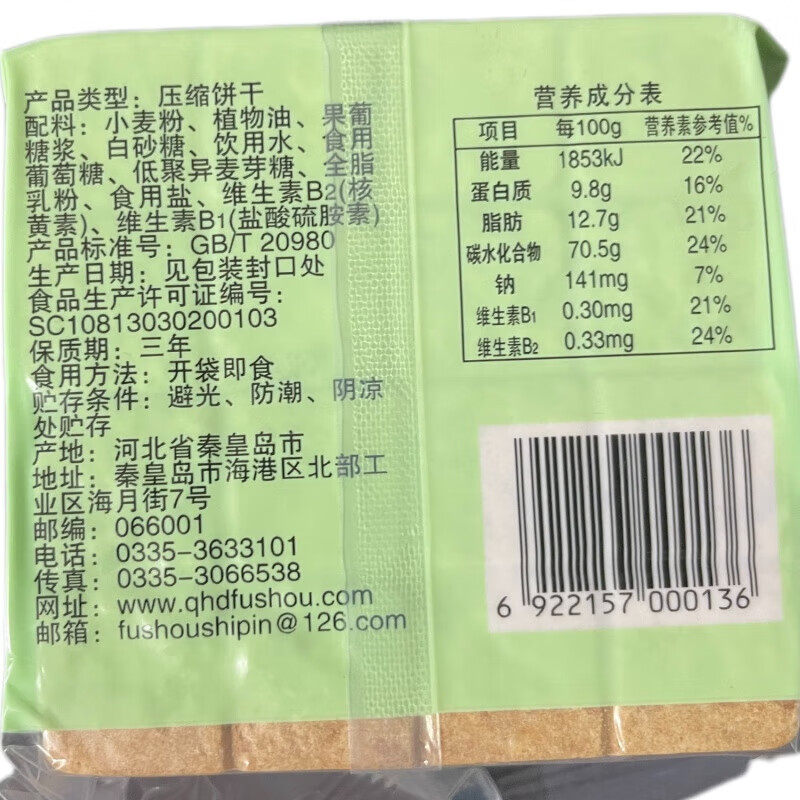 产品类型：压缩饼干
配料：小麦粉、植物油、果葡
糖浆、白砂糖、饮用水、食用
葡萄糖、低聚异麦芽糖、全脂
乳粉、食用盐、维生素B2(核
黄素)、维生素B1(盐酸硫胺素)
产品标准号：GB/T 20980
生产日期：见包装封口处
食品生产许可证编号：
SC10813030200103
保质期：三年
食用方法：开袋即食
贮存条件：避光、防潮、阴凉
处贮存
产地：河北省秦皇岛市
地址：秦皇岛市海港区北部工
业区海月街7号
邮编：066001
电话：0335-3633101
传真：0335-3066538
网址：www.qhdfushou.com
邮箱：fushoushipin@126.com
营养成分表
项目 每100g 营养素参考值%
能量 1853kJ 22%
蛋白质 9.8g 16%
脂肪 12.7g 21%
碳水化合物 70.5g 24%
钠 141mg 7%
维生素B1 0.30mg 21%
维生素B2 0.33mg 24%
6 922157 000136